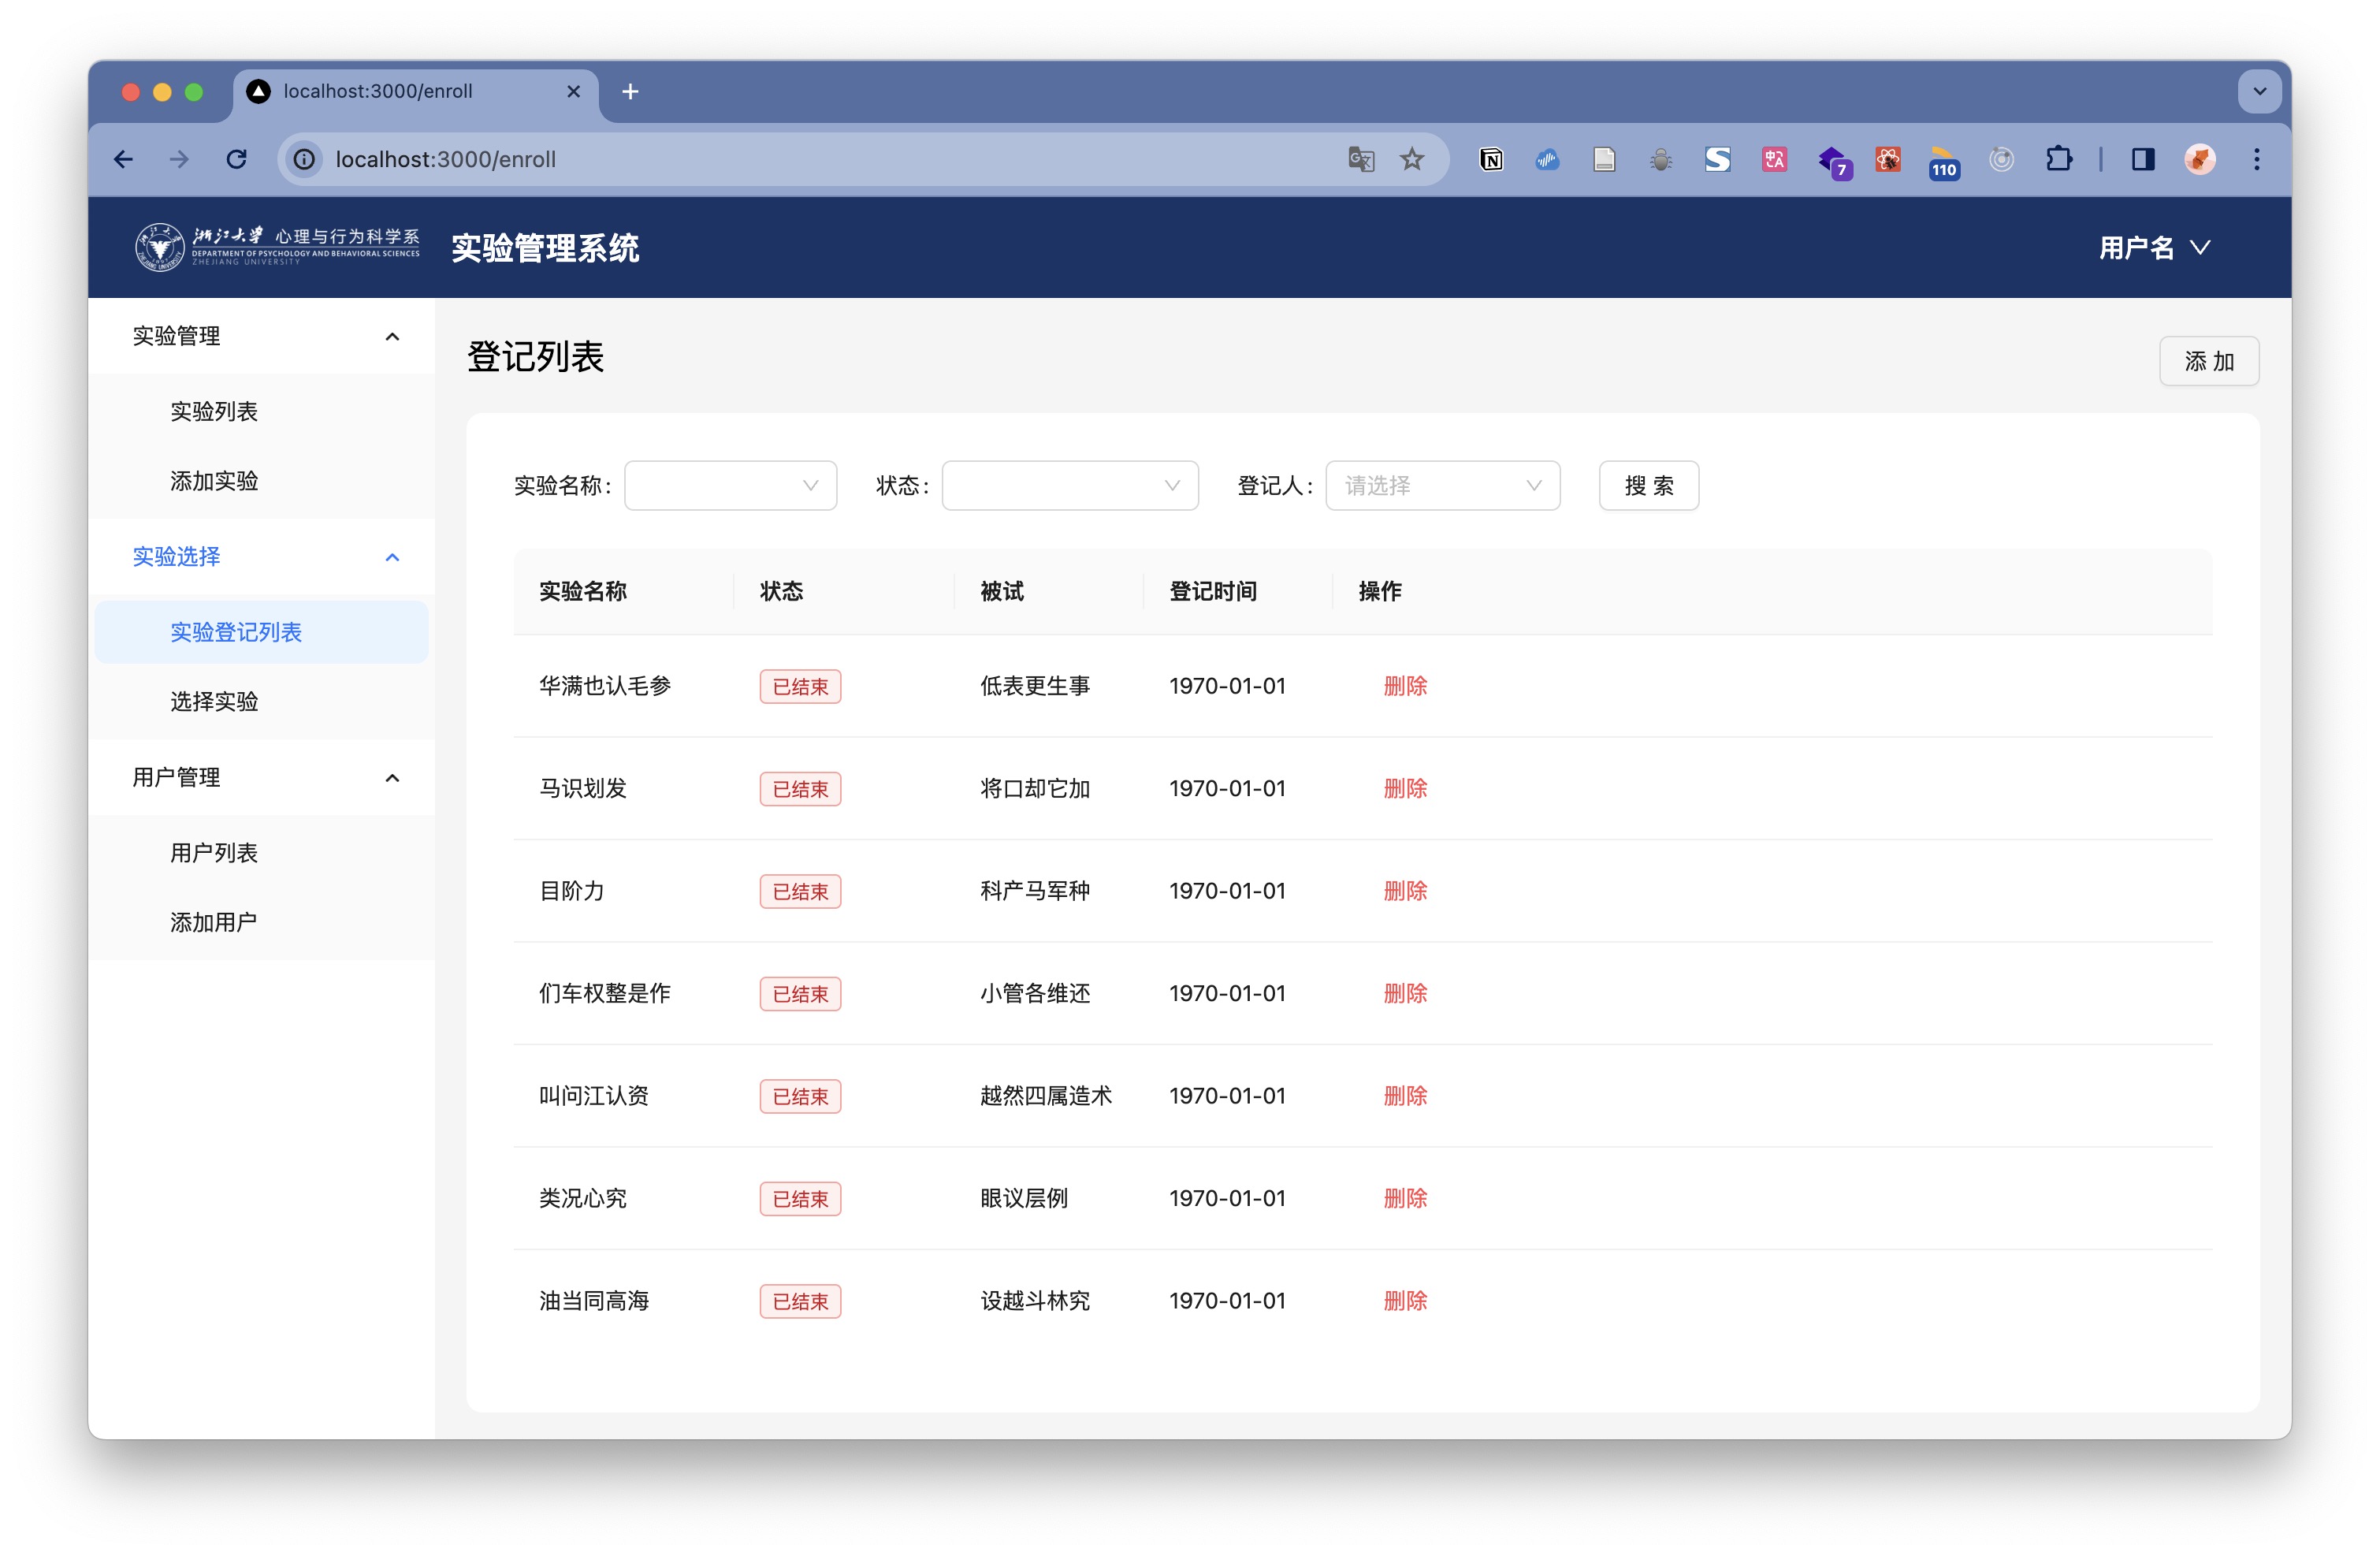 localhost:3000/enroll
localhost:3000/enroll
7
110
浙江大学 心理与行为科学系
DEPARTMENT OF PSYCHOLOGY AND BEHAVIORAL SCIENCES
ZHEJIANG UNIVERSITY
实验管理系统
用户名
实验管理
实验列表
添加实验
实验选择
实验登记列表
选择实验
用户管理
用户列表
添加用户
登记列表
添 加
实验名称: 状态: 登记人: 请选择 搜 索
实验名称 状态 被试 登记时间 操作
华满也认毛参 已结束 低表更生事 1970-01-01 删除
马识划发 已结束 将口却它加 1970-01-01 删除
目阶力 已结束 科产马军种 1970-01-01 删除
们车权整是作 已结束 小管各维还 1970-01-01 删除
叫问江认资 已结束 越然四属造术 1970-01-01 删除
类况心究 已结束 眼议层例 1970-01-01 删除
油当同高海 已结束 设越斗林究 1970-01-01 删除